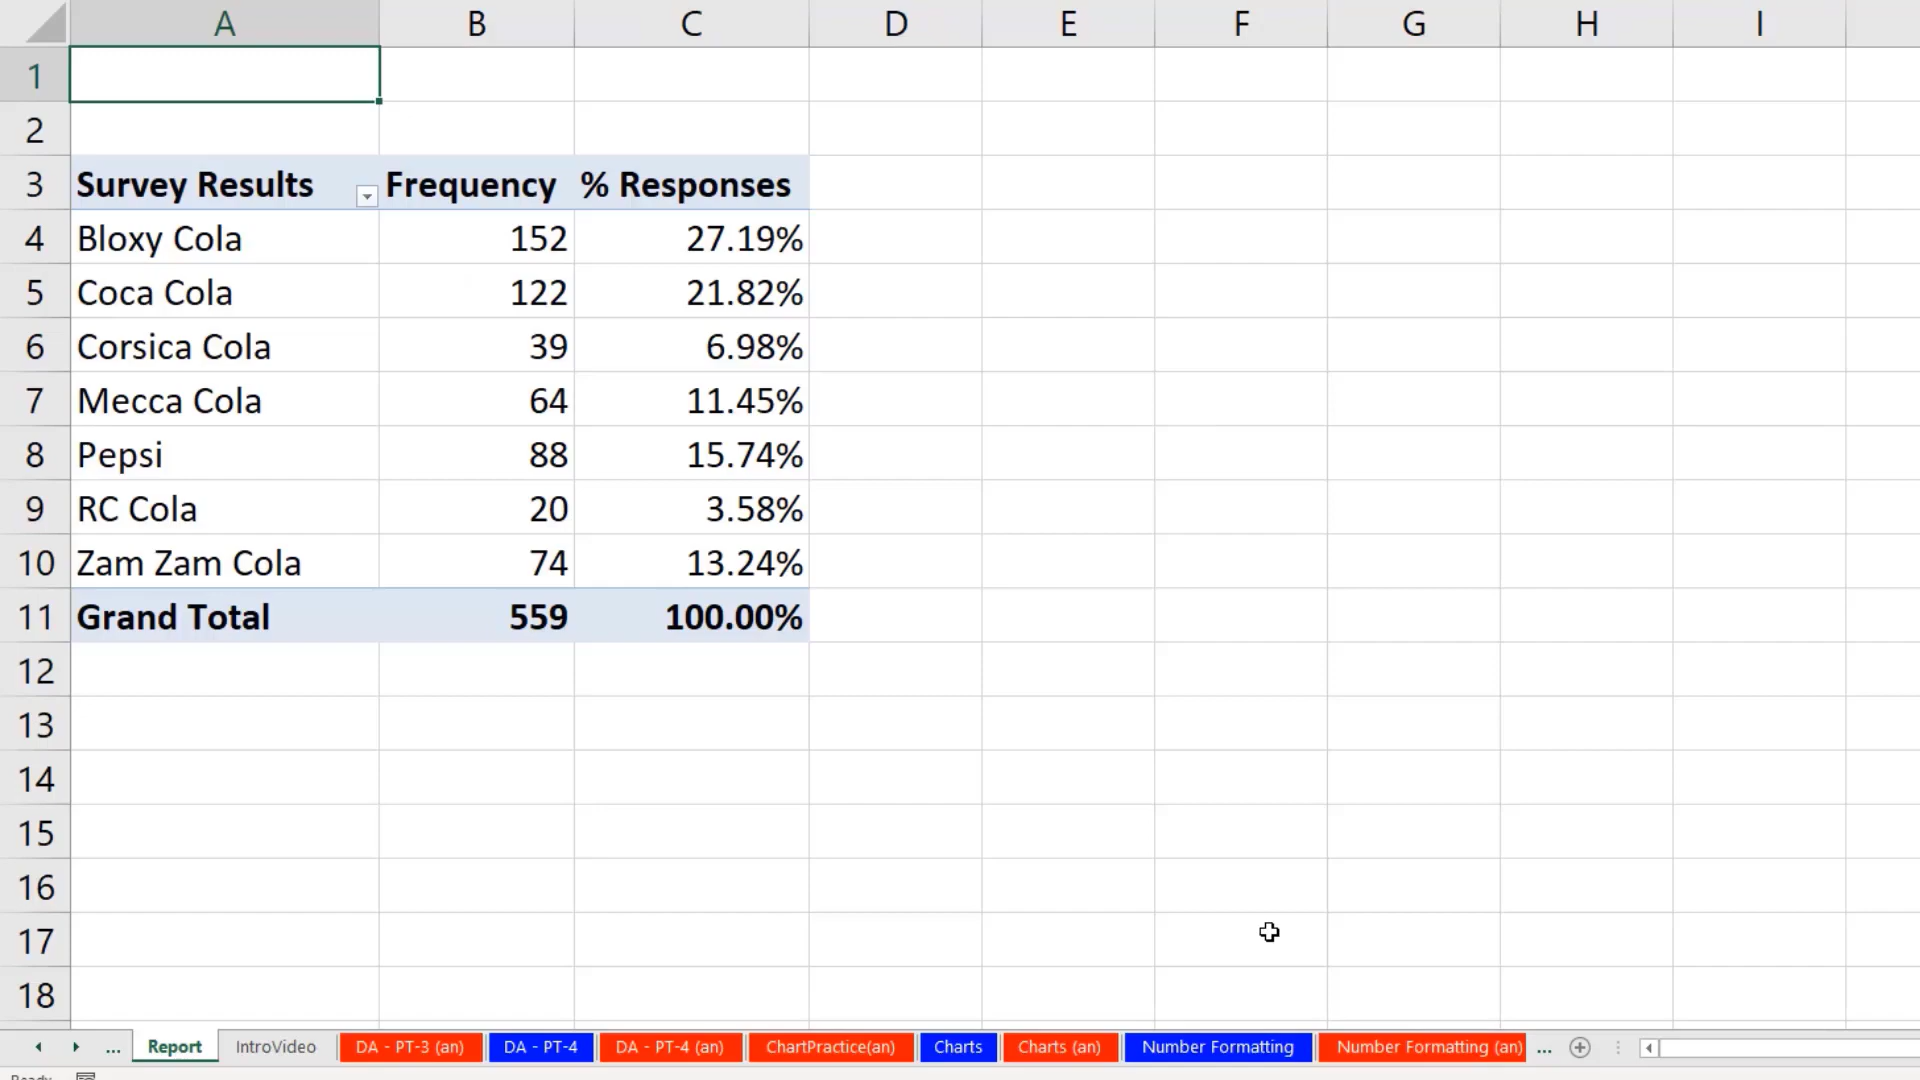 A B C D E F G H I
1
2
3 Survey Results Frequency % Responses
4 Bloxy Cola 152 27.19%
5 Coca Cola 122 21.82%
6 Corsica Cola 39 6.98%
7 Mecca Cola 64 11.45%
8 Pepsi 88 15.74%
9 RC Cola 20 3.58%
10 Zam Zam Cola 74 13.24%
11 Grand Total 559 100.00%
12
13
14
15
16
17
18
... Report IntroVideo DA - PT-3 (an) DA - PT-4 DA - PT-4 (an) ChartPractice(an) Charts Charts (an) Number Formatting Number Formatting (an) ...
Ready